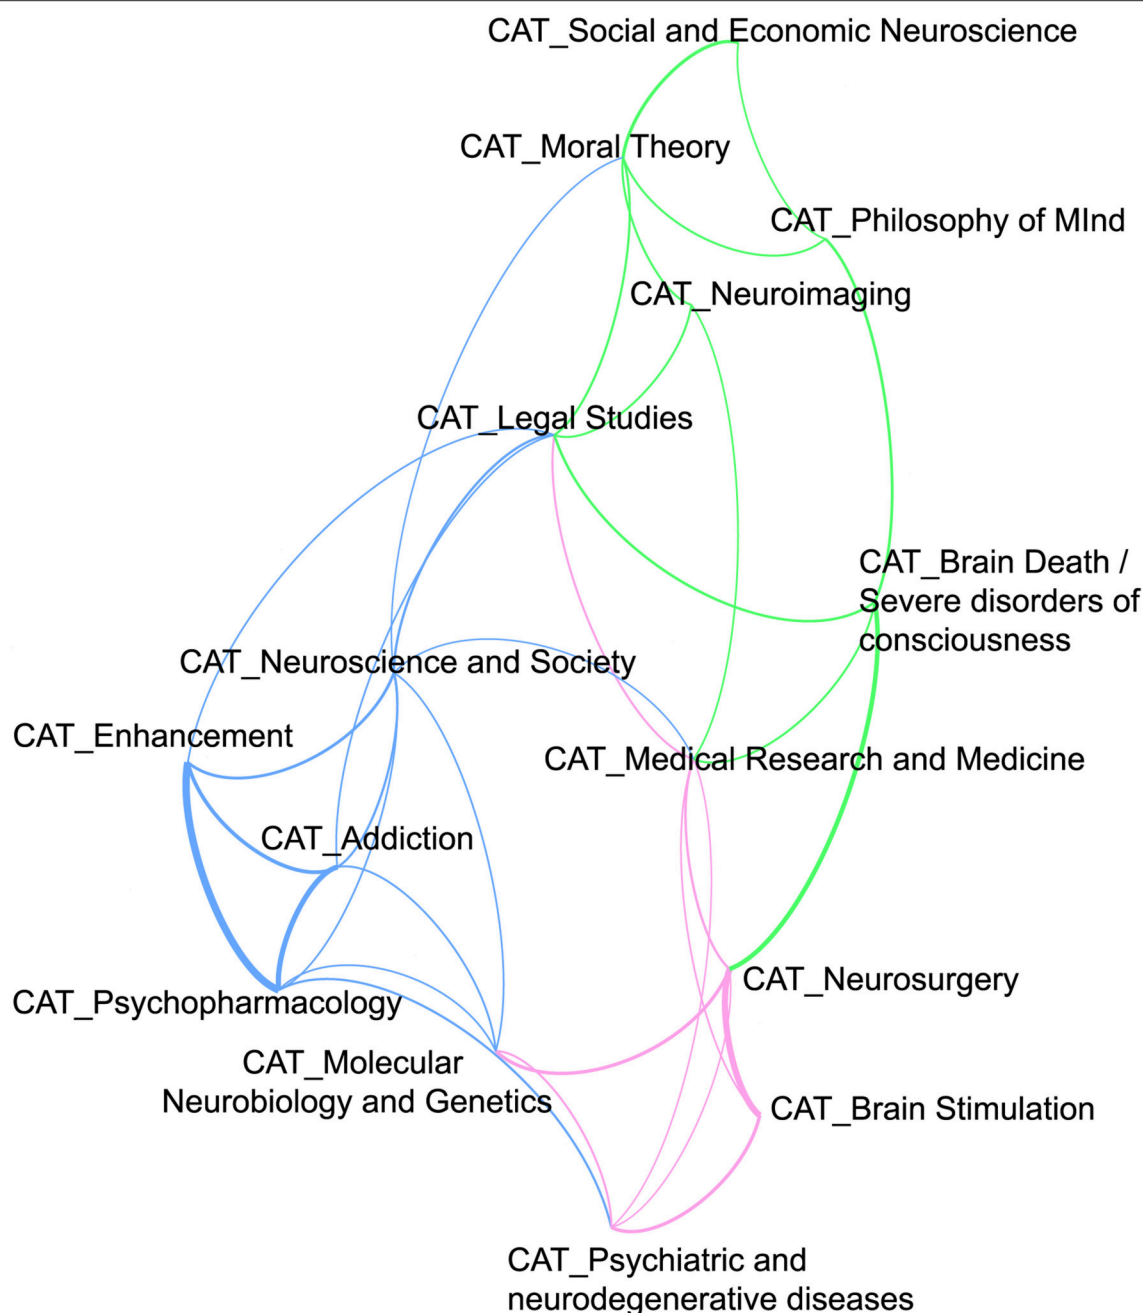 CAT_Social and Economic Neuroscience
CAT_Moral Theory
CAT_Philosophy of MInd
CAT_Neuroimaging
CAT_Legal Studies
CAT_Brain Death /
Severe disorders of
consciousness
CAT_Neuroscience and Society
CAT_Enhancement
CAT_Medical Research and Medicine
CAT_Addiction
CAT_Neurosurgery
CAT_Psychopharmacology
CAT_Molecular
Neurobiology and Genetics
CAT_Brain Stimulation
CAT_Psychiatric and
neurodegenerative diseases